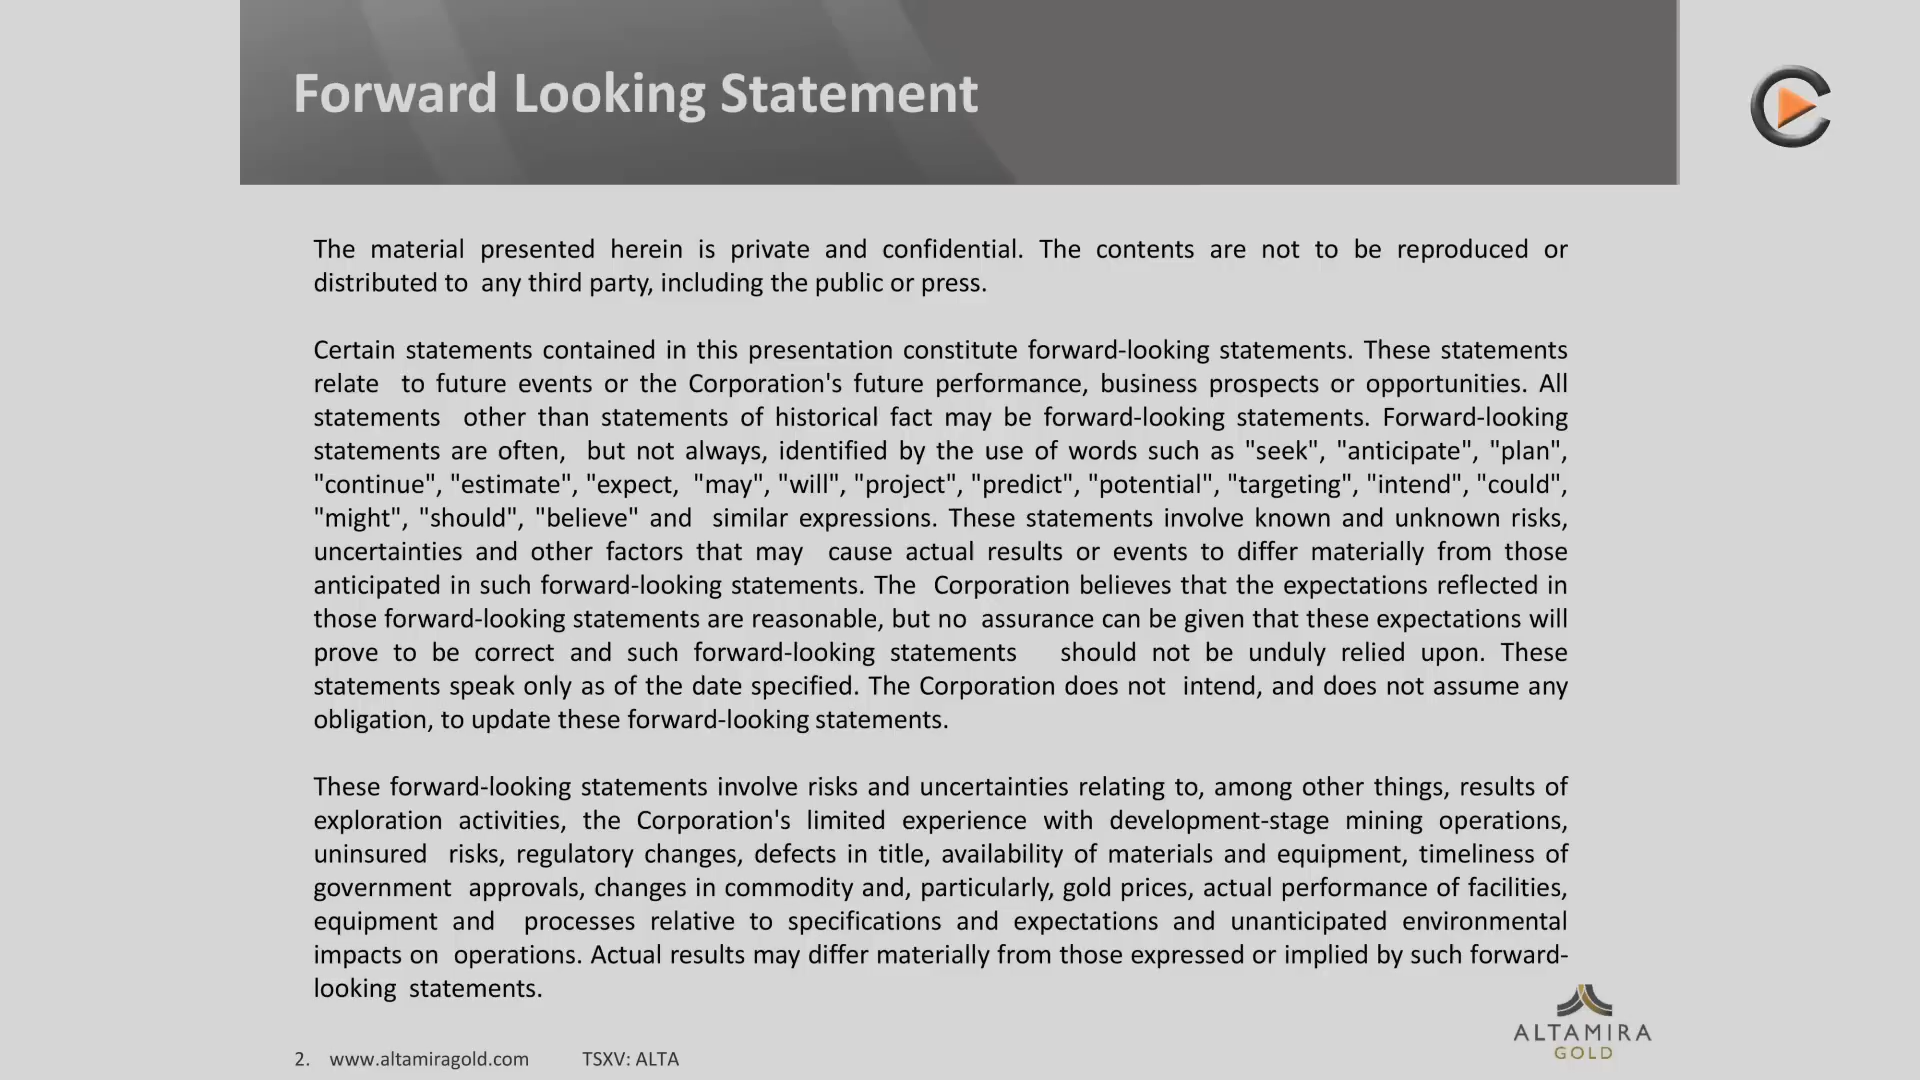 Forward Looking Statement
The material presented herein is private and confidential. The contents are not to be reproduced or
distributed to any third party, including the public or press.
Certain statements contained in this presentation constitute forward-looking statements. These statements
relate to future events or the Corporation's future performance, business prospects or opportunities. All
statements other than statements of historical fact may be forward-looking statements. Forward-looking
statements are often, but not always, identified by the use of words such as "seek", "anticipate", "plan",
"continue", "estimate", "expect, "may", "will", "project", "predict", "potential", "targeting", "intend", "could",
"might", "should", "believe" and similar expressions. These statements involve known and unknown risks,
uncertainties and other factors that may cause actual results or events to differ materially from those
anticipated in such forward-looking statements. The Corporation believes that the expectations reflected in
those forward-looking statements are reasonable, but no assurance can be given that these expectations will
prove to be correct and such forward-looking statements should not be unduly relied upon. These
statements speak only as of the date specified. The Corporation does not intend, and does not assume any
obligation, to update these forward-looking statements.
These forward-looking statements involve risks and uncertainties relating to, among other things, results of
exploration activities, the Corporation's limited experience with development-stage mining operations,
uninsured risks, regulatory changes, defects in title, availability of materials and equipment, timeliness of
government approvals, changes in commodity and, particularly, gold prices, actual performance of facilities,
equipment and processes relative to specifications and expectations and unanticipated environmental
impacts on operations. Actual results may differ materially from those expressed or implied by such forward-
looking statements.
ALTAMIRA
GOLD
2. www.altamiragold.com TSXV: ALTA